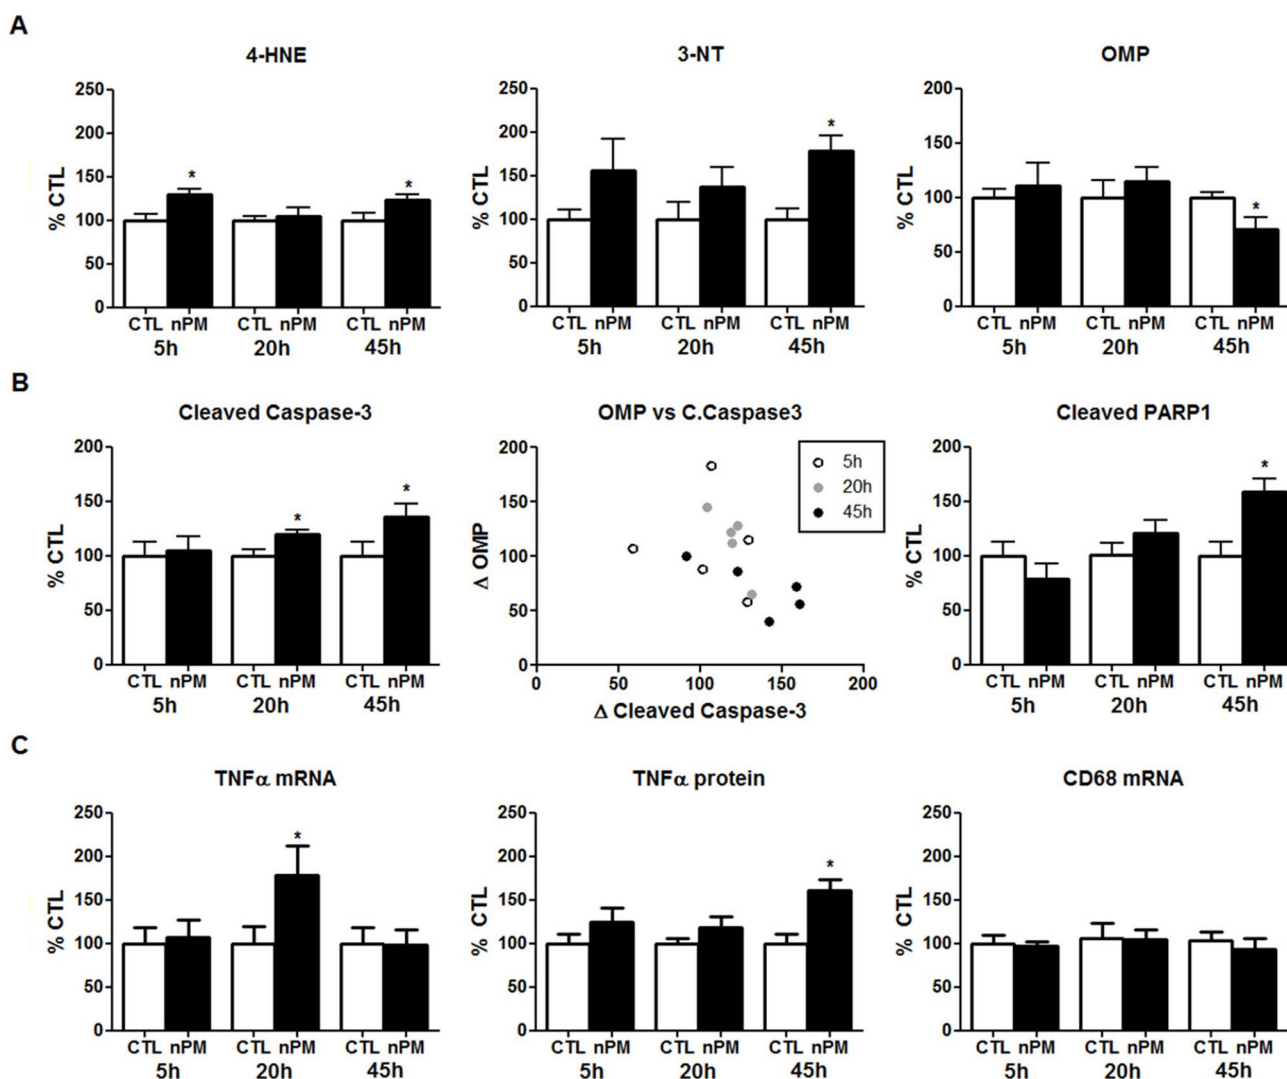 A
4-HNE
3-NT
OMP
% CTL
250
200
150
100
50
0
CTL nPM CTL nPM CTL nPM
5h 20h 45h
% CTL
250
200
150
100
50
0
CTL nPM CTL nPM CTL nPM
5h 20h 45h
% CTL
200
150
100
50
0
CTL nPM CTL nPM CTL nPM
5h 20h 45h
* * * *
B
Cleaved Caspase-3
OMP vs C.Caspase3
Cleaved PARP1
% CTL
200
150
100
50
0
* *
CTL nPM CTL nPM CTL nPM
5h 20h 45h
Δ OMP
200
150
100
50
0
5h
20h
45h
0 50 100 150 200
Δ Cleaved Caspase-3
% CTL
200
150
100
50
0
*
CTL nPM CTL nPM CTL nPM
5h 20h 45h
C
TNFα mRNA
TNFα protein
CD68 mRNA
% CTL
250
200
150
100
50
0
*
CTL nPM CTL nPM CTL nPM
5h 20h 45h
% CTL
250
200
150
100
50
0
*
CTL nPM CTL nPM CTL nPM
5h 20h 45h
% CTL
250
200
150
100
50
0
CTL nPM CTL nPM CTL nPM
5h 20h 45h